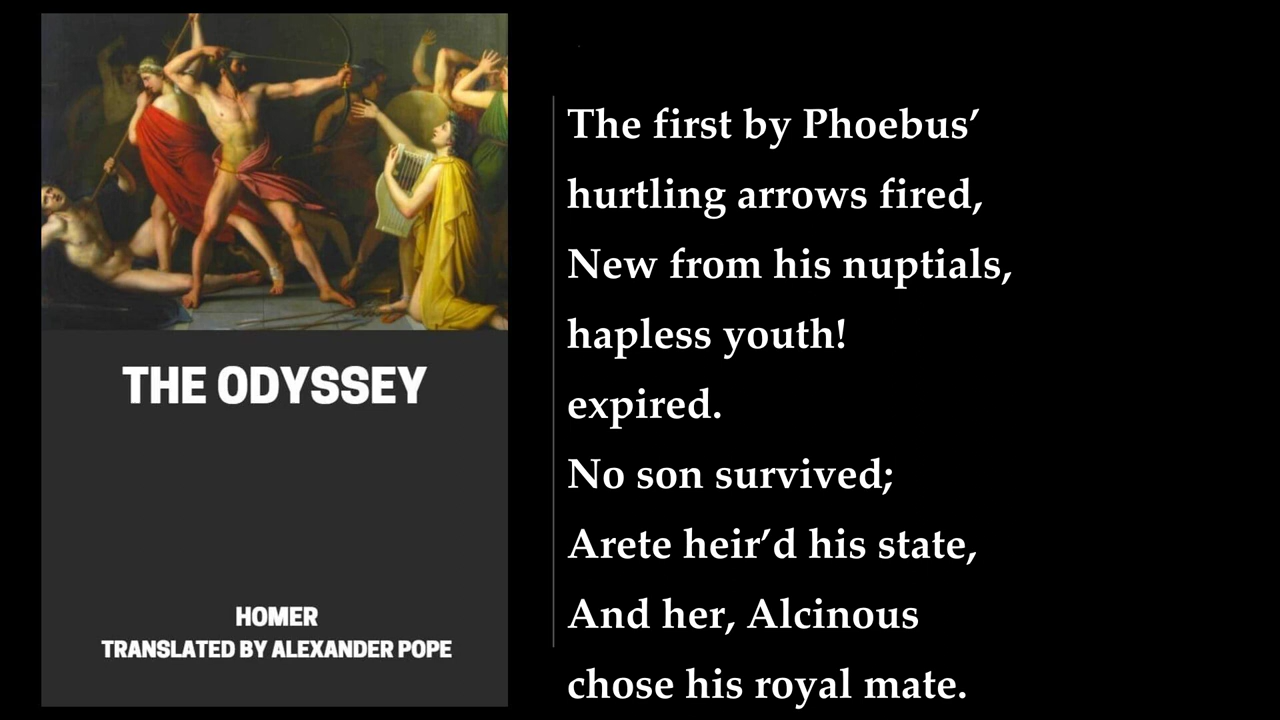 THE ODYSSEY
HOMER
TRANSLATED BY ALEXANDER POPE
The first by Phoebus’
hurtling arrows fired,
New from his nuptials,
hapless youth!
expired.
No son survived;
Arete heir’d his state,
And her, Alcinous
chose his royal mate.